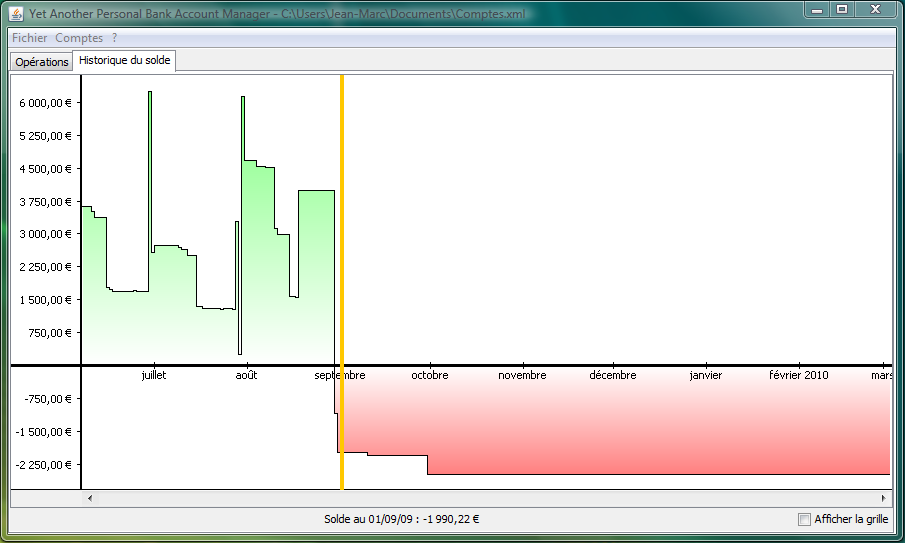 Yet Another Personal Bank Account Manager - C:\Users\Jean-Marc\Documents\Comptes.xml
Fichier Comptes ?
Opérations Historique du solde
6 000,00 €
5 250,00 €
4 500,00 €
3 750,00 €
3 000,00 €
2 250,00 €
1 500,00 €
750,00 €
juillet août septembre octobre novembre décembre janvier février 2010 mars
-750,00 €
-1 500,00 €
-2 250,00 €
Solde au 01/09/09 : -1 990,22 € Afficher la grille